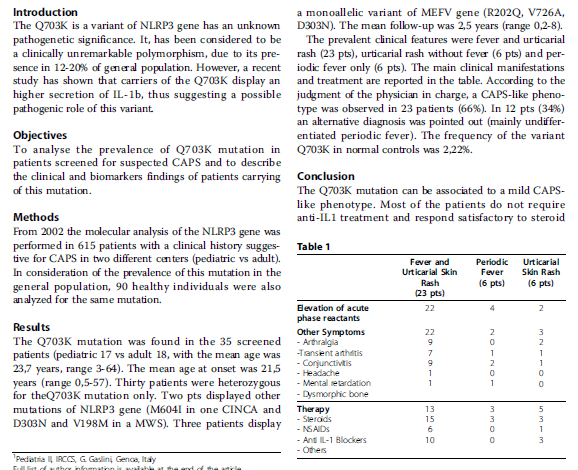 Introduction
The Q703K is a variant of NLRP3 gene has an unknown
pathogenetic significance. It, has been considered to be
a clinically unremarkable polymorphism, due to its pre-
sence in 12-20% of general population. However, a recent
study has shown that carriers of the Q703K display an
higher secretion of IL-1b, thus suggesting a possible
pathogenic role of this variant.
Objectives
To analyse the prevalence of Q703K mutation in
patients screened for suspected CAPS and to describe
the clinical and biomarkers findings of patients carrying
of this mutation.
Methods
From 2002 the molecular analysis of the NLRP3 gene was
performed in 615 patients with a clinical history sugges-
tive for CAPS in two different centers (pediatric vs adult).
In consideration of the prevalence of this mutation in the
general population, 90 healthy individuals were also
analyzed for the same mutation.
Results
The Q703K mutation was found in the 35 screened
patients (pediatric 17 vs adult 18, with the mean age was
23,7 years, range 3-64). The mean age at onset was 21,5
years (range 0,5-57). Thirty patients were heterozygous
for theQ703K mutation only. Two pts displayed other
mutations of NLRP3 gene (M604I in one CINCA and
D303N and V198M in a MWS). Three patients display
1Pediatria II, IRCCS, G. Gaslini, Genoa, Italy
Full list of author information is available at the end of the article
a monoallelic variant of MEFV gene (R202Q, V726A,
D303N). The mean follow-up was 2,5 years (range 0,2-8).
The prevalent clinical features were fever and urticarial
rash (23 pts), urticarial rash without fever (6 pts) and per-
iodic fever only (6 pts). The main clinical manifestations
and treatment are reported in the table. According to the
judgment of the physician in charge, a CAPS-like pheno-
type was observed in 23 patients (66%). In 12 pts (34%)
an alternative diagnosis was pointed out (mainly undiffer-
entiated periodic fever). The frequency of the variant
Q703K in normal controls was 2,22%.
Conclusion
The Q703K mutation can be associated to a mild CAPS-
like phenotype. Most of the patients do not require
anti-IL1 treatment and respond satisfactory to steroid
Table 1
Fever and Periodic Urticarial
Urticarial Skin Fever Skin Rash
Rash (6 pts) (6 pts)
(23 pts)
Elevation of acute 22 4 2
phase reactants
Other Symptoms 22 2 3
- Arthralgia 9 0 2
-Transient arthritis 7 1 1
- Conjunctivitis 9 2 1
- Headache 1 0 0
- Mental retardation 1 1 0
- Dysmorphic bone
Therapy 13 3 5
- Steroids 15 3 3
- NSAIDs 6 0 1
- Anti IL-1 Blockers 10 0 3
- Others